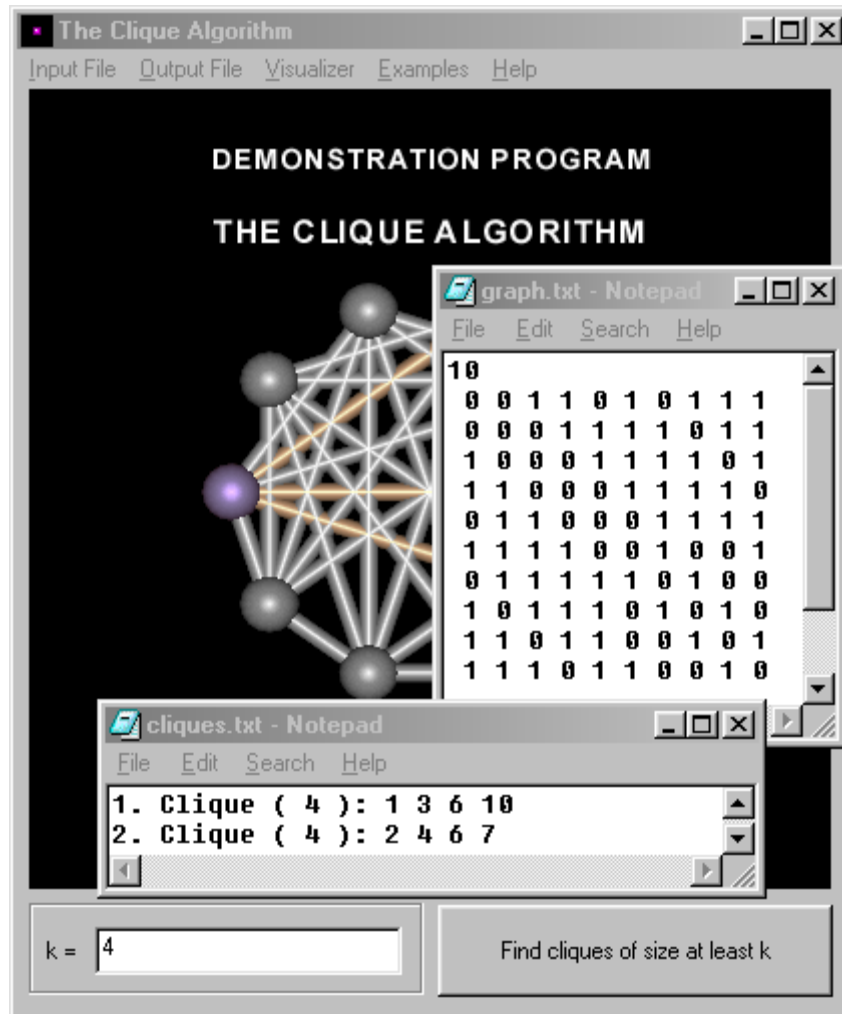 The Clique Algorithm
Input File Output File Visualizer Examples Help
DEMONSTRATION PROGRAM
THE CLIQUE ALGORITHM
graph.txt - Notepad
File Edit Search Help
10
0 0 1 1 0 1 0 1 1 1
0 0 0 1 1 1 1 0 1 1
1 0 0 0 1 1 1 1 0 1
1 1 0 0 0 1 1 1 1 0
0 1 1 0 0 0 1 1 1 1
1 1 1 1 0 0 1 0 0 1
0 1 1 1 1 1 0 1 0 0
1 0 1 1 1 0 1 0 1 0
1 1 0 1 1 0 0 1 0 1
1 1 1 0 1 1 0 0 1 0
cliques.txt - Notepad
File Edit Search Help
1. Clique ( 4 ): 1 3 6 10
2. Clique ( 4 ): 2 4 6 7
k = 4
Find cliques of size at least k